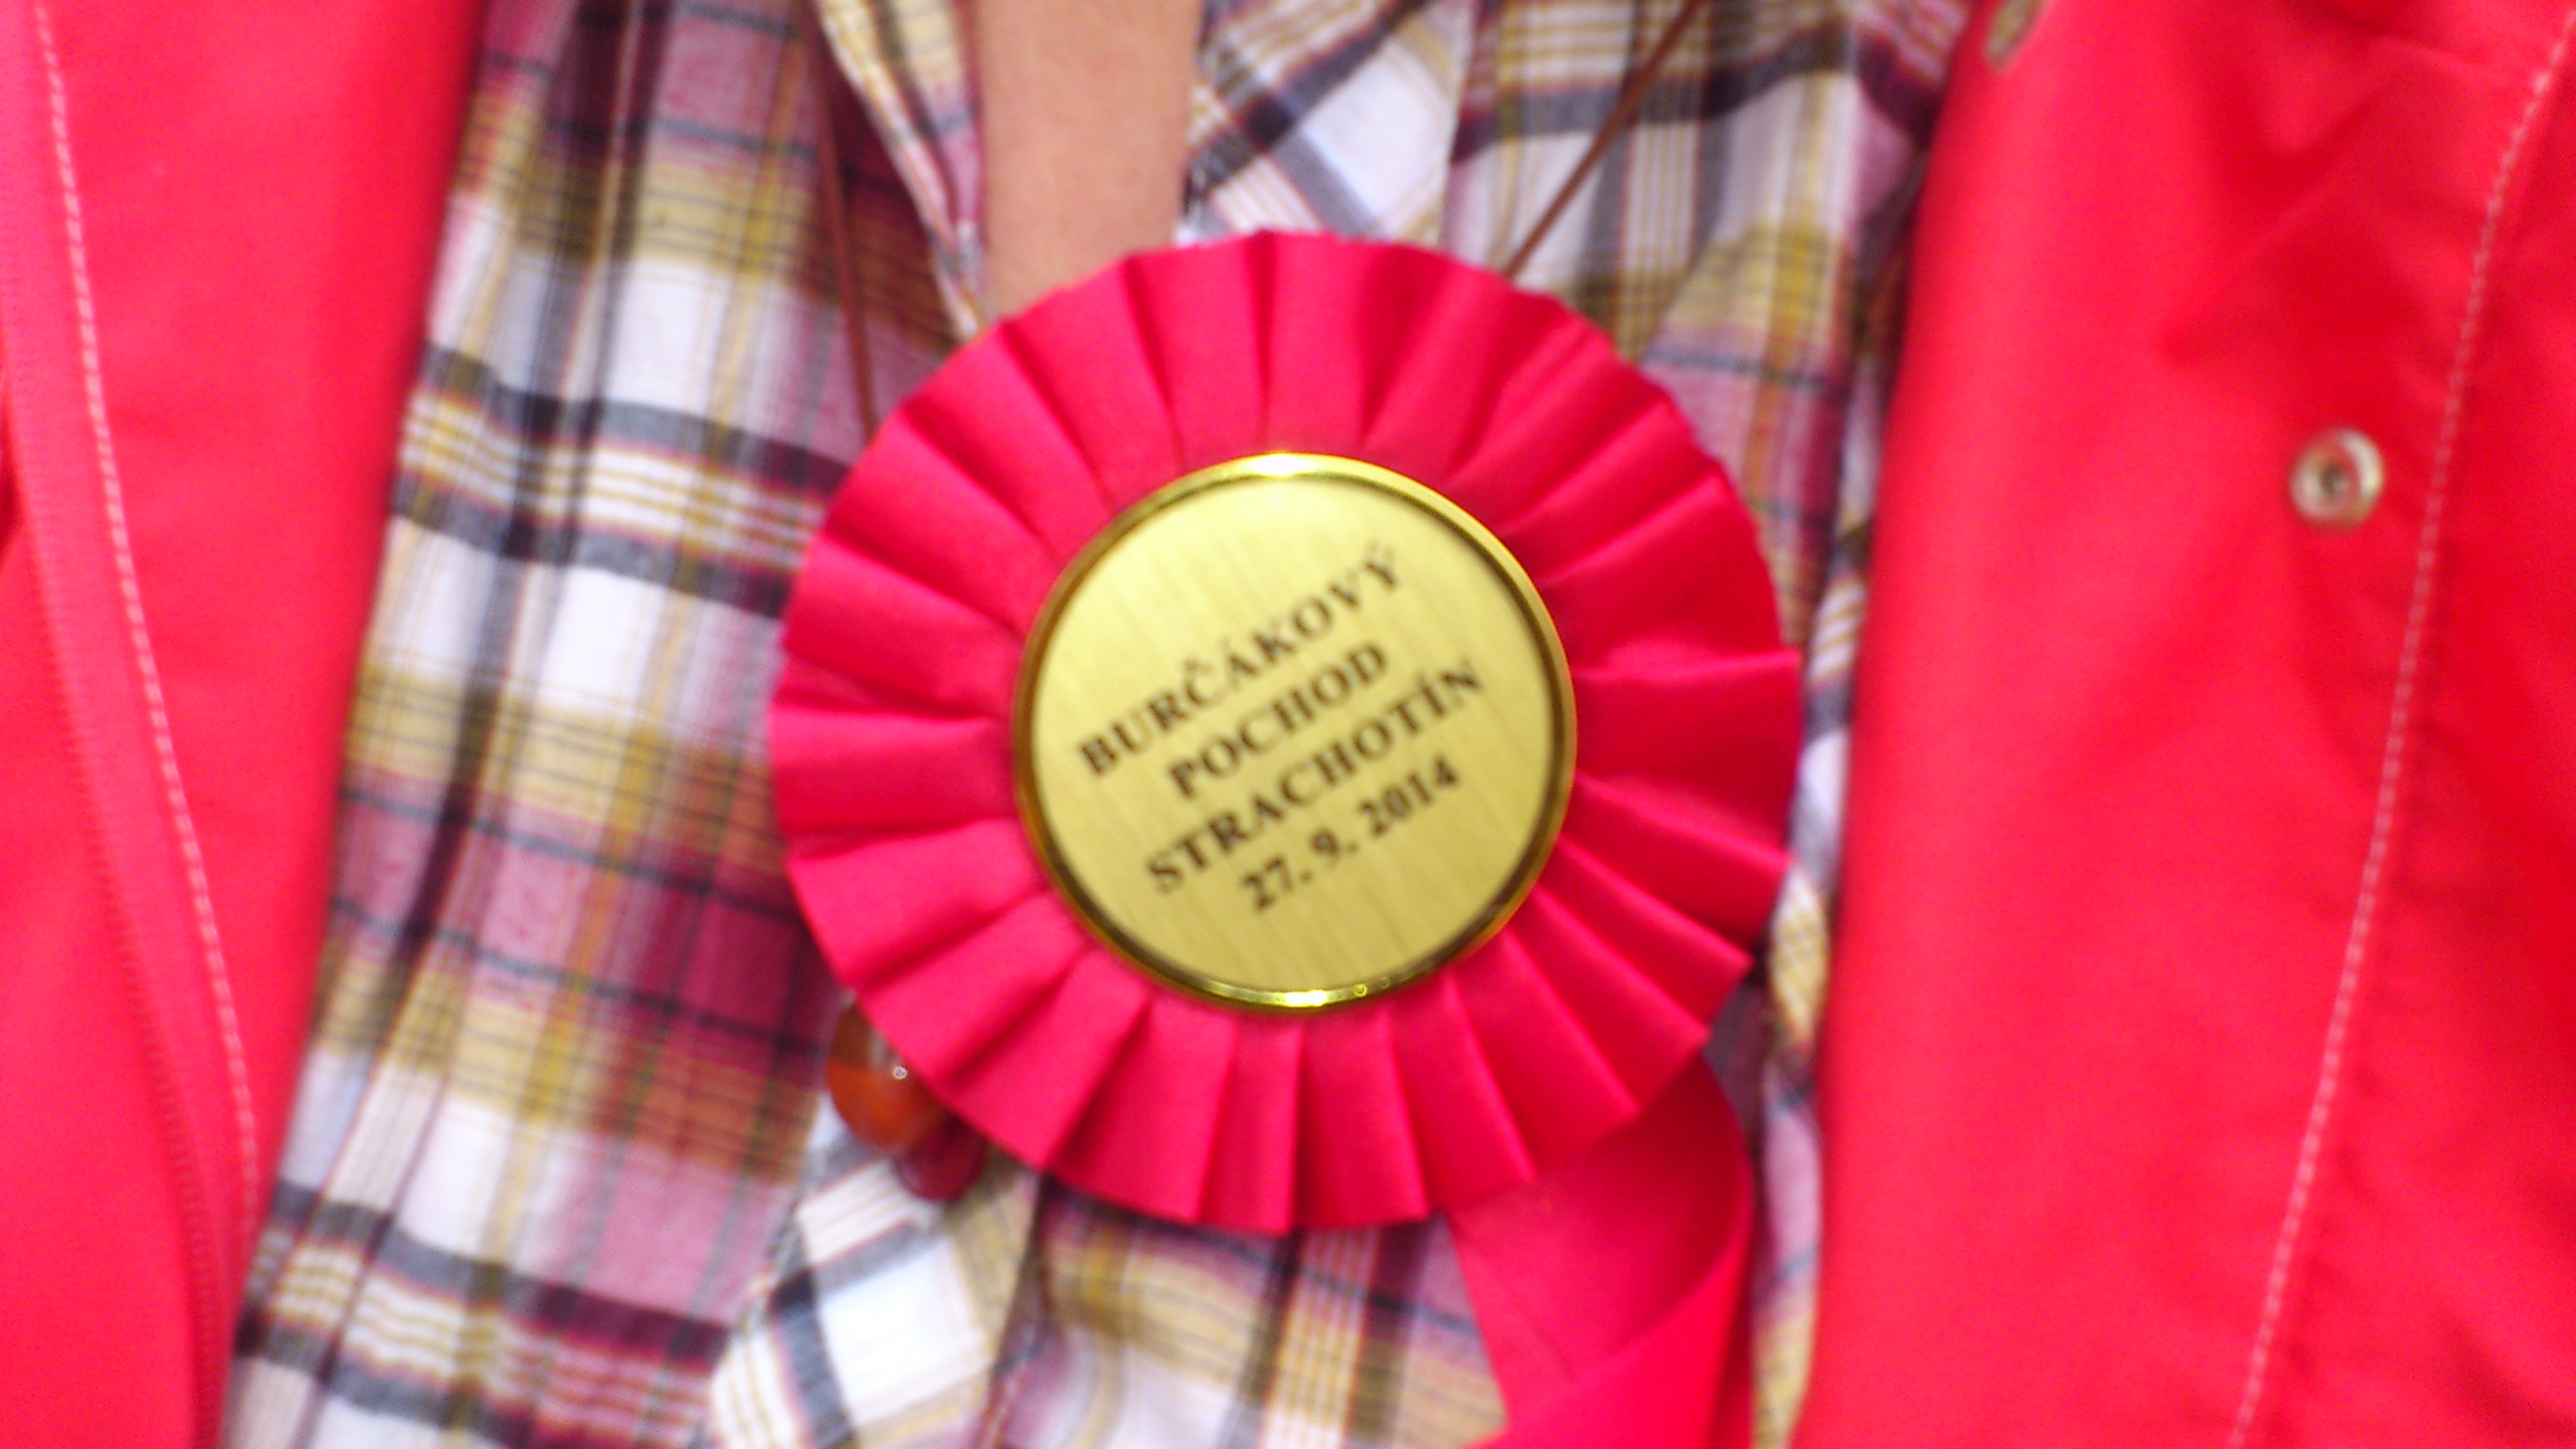 BURČÁKOVÝ
POCHOD
STRACHOTÍN
27. 9. 2014